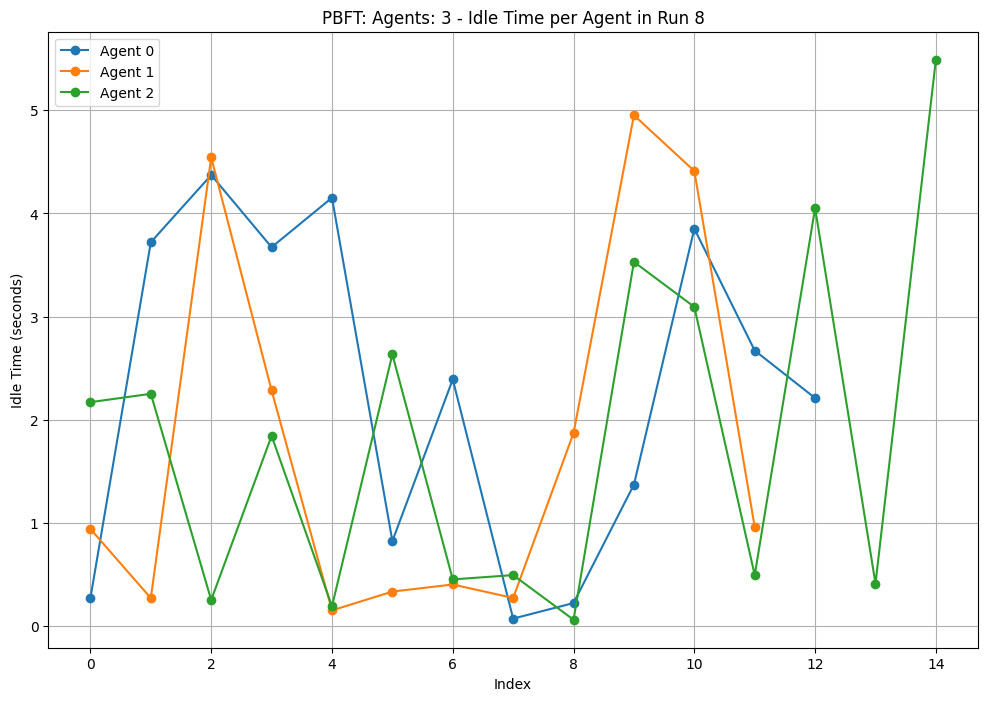 PBFT: Agents: 3 - Idle Time per Agent in Run 8
Agent 0
Agent 1
Agent 2
Idle Time (seconds)
5
4
3
2
1
0
0 2 4 6 8 10 12 14
Index